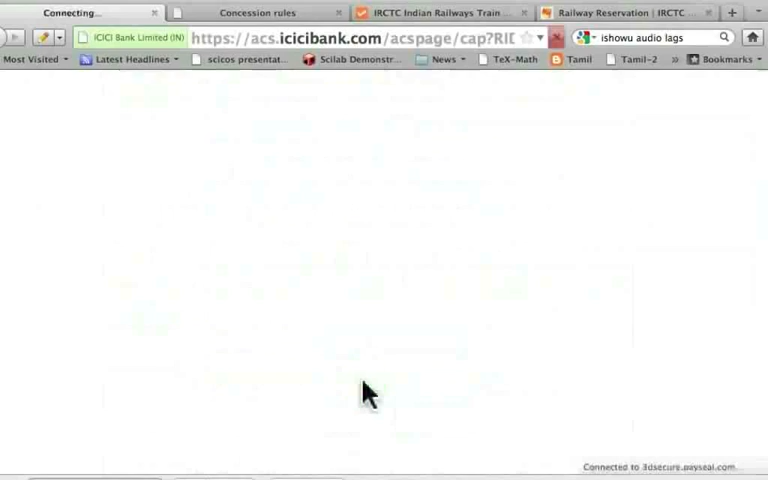 Connecting... Concession rules IRCTC Indian Railways Train ... Railway Reservation | IRCTC ...
ICICI Bank Limited (IN) https://acs.icicibank.com/acspage/cap?RID ishowu audio lags
Most Visited Latest Headlines scicos presentat... Scilab Demonstr... News TeX-Math Tamil Tamil-2 » Bookmarks
Connected to 3dsecure.payseal.com...